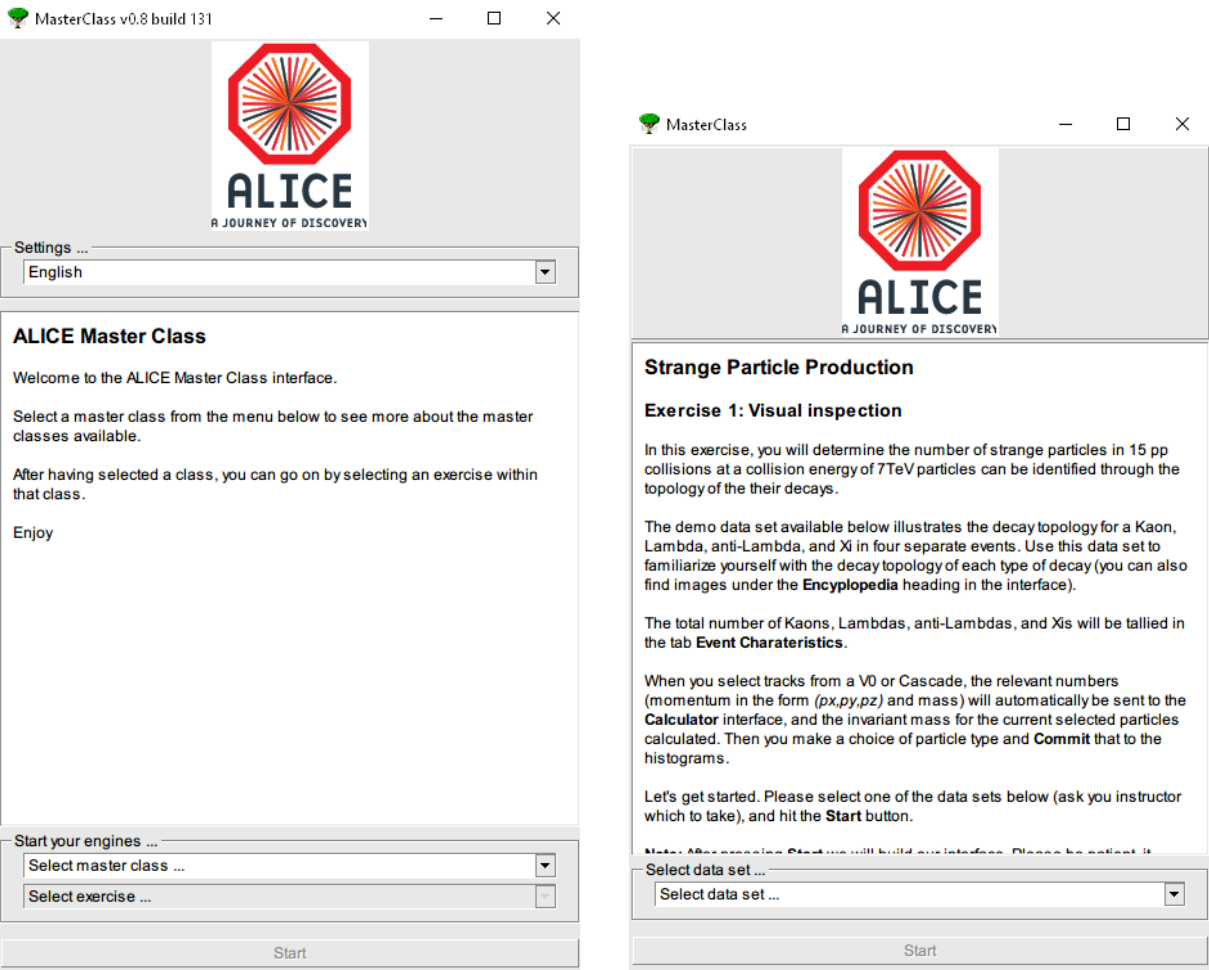 MasterClass v0.8 build 131
ALICE
A JOURNEY OF DISCOVERY
Settings ...
English
ALICE Master Class
Welcome to the ALICE Master Class interface.
Select a master class from the menu below to see more about the master
classes available.
After having selected a class, you can go on by selecting an exercise within
that class.
Enjoy
Start your engines ...
Select master class ...
Select exercise ...
Start
MasterClass
ALICE
A JOURNEY OF DISCOVERY
Strange Particle Production
Exercise 1: Visual inspection
In this exercise, you will determine the number of strange particles in 15 pp
collisions at a collision energy of 7TeV particles can be identified through the
topology of the their decays.
The demo data set available below illustrates the decay topology for a Kaon,
Lambda, anti-Lambda, and Xi in four separate events. Use this data set to
familiarize yourself with the decay topology of each type of decay (you can also
find images under the Encyplopedia heading in the interface).
The total number of Kaons, Lambdas, anti-Lambdas, and Xis will be tallied in
the tab Event Charateristics.
When you select tracks from a V0 or Cascade, the relevant numbers
(momentum in the form (px,py,pz) and mass) will automatically be sent to the
Calculator interface, and the invariant mass for the current selected particles
calculated. Then you make a choice of particle type and Commit that to the
histograms.
Let's get started. Please select one of the data sets below (ask you instructor
which to take), and hit the Start button.
Note: After pressing Start we will build our interface. Please be patient, it
Select data set ...
Select data set ...
Start